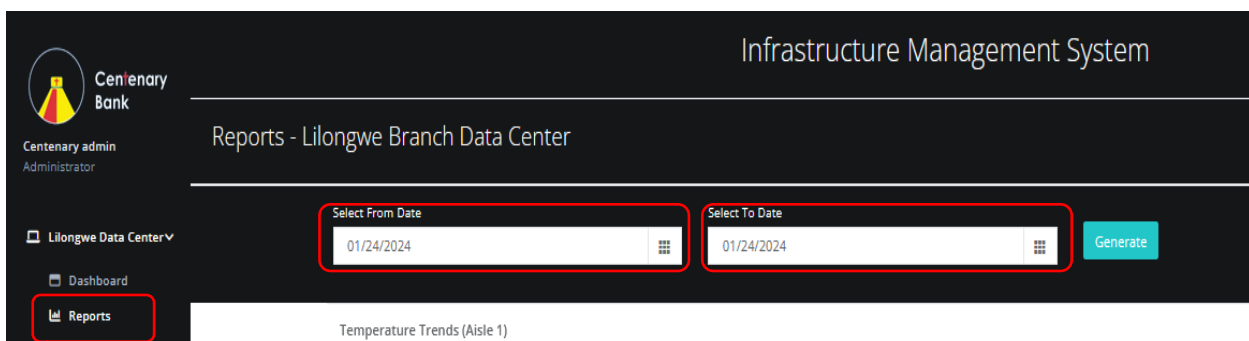 Infrastructure Management System
Centenary
Bank
Centenary admin
Administrator
Reports - Lilongwe Branch Data Center
Select From Date
Select To Date
01/24/2024
01/24/2024
Generate
Lilongwe Data Center
Dashboard
Reports
Temperature Trends (Aisle 1)